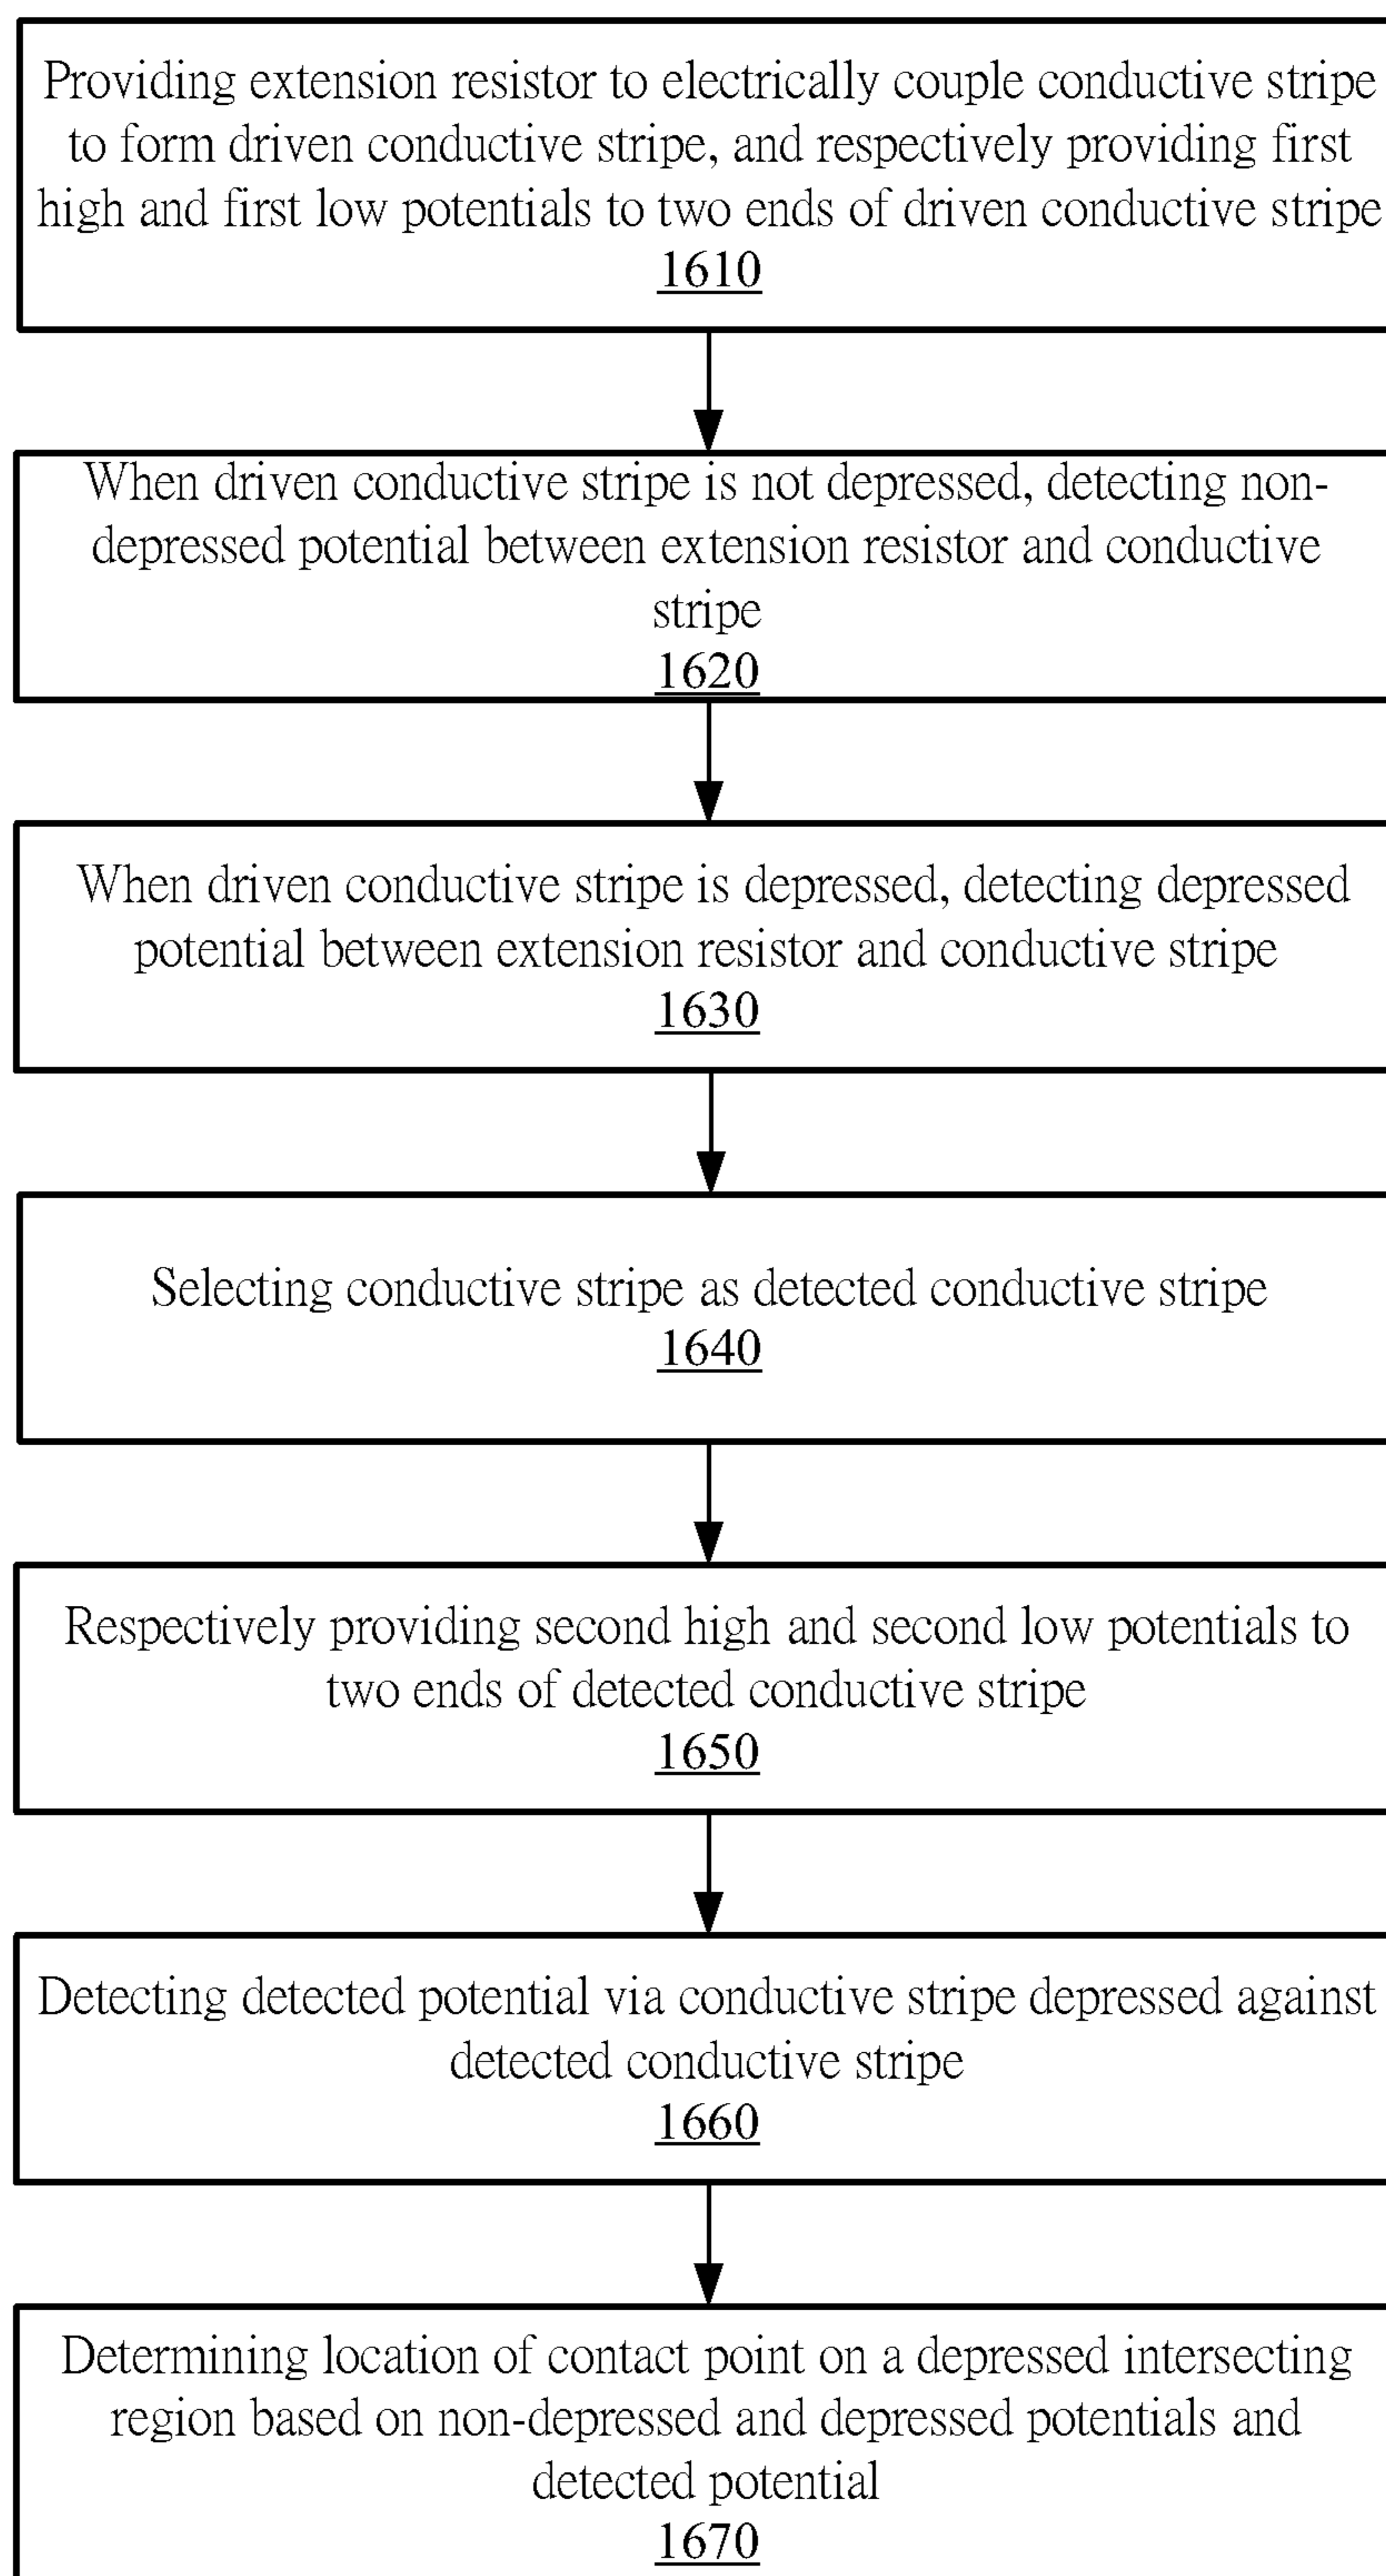 Providing extension resistor to electrically couple conductive stripe
to form driven conductive stripe, and respectively providing first
high and first low potentials to two ends of driven conductive stripe
1610
When driven conductive stripe is not depressed, detecting non-
depressed potential between extension resistor and conductive
stripe
1620
When driven conductive stripe is depressed, detecting depressed
potential between extension resistor and conductive stripe
1630
Selecting conductive stripe as detected conductive stripe
1640
Respectively providing second high and second low potentials to
two ends of detected conductive stripe
1650
Detecting detected potential via conductive stripe depressed against
detected conductive stripe
1660
Determining location of contact point on a depressed intersecting
region based on non-depressed and depressed potentials and
detected potential
1670